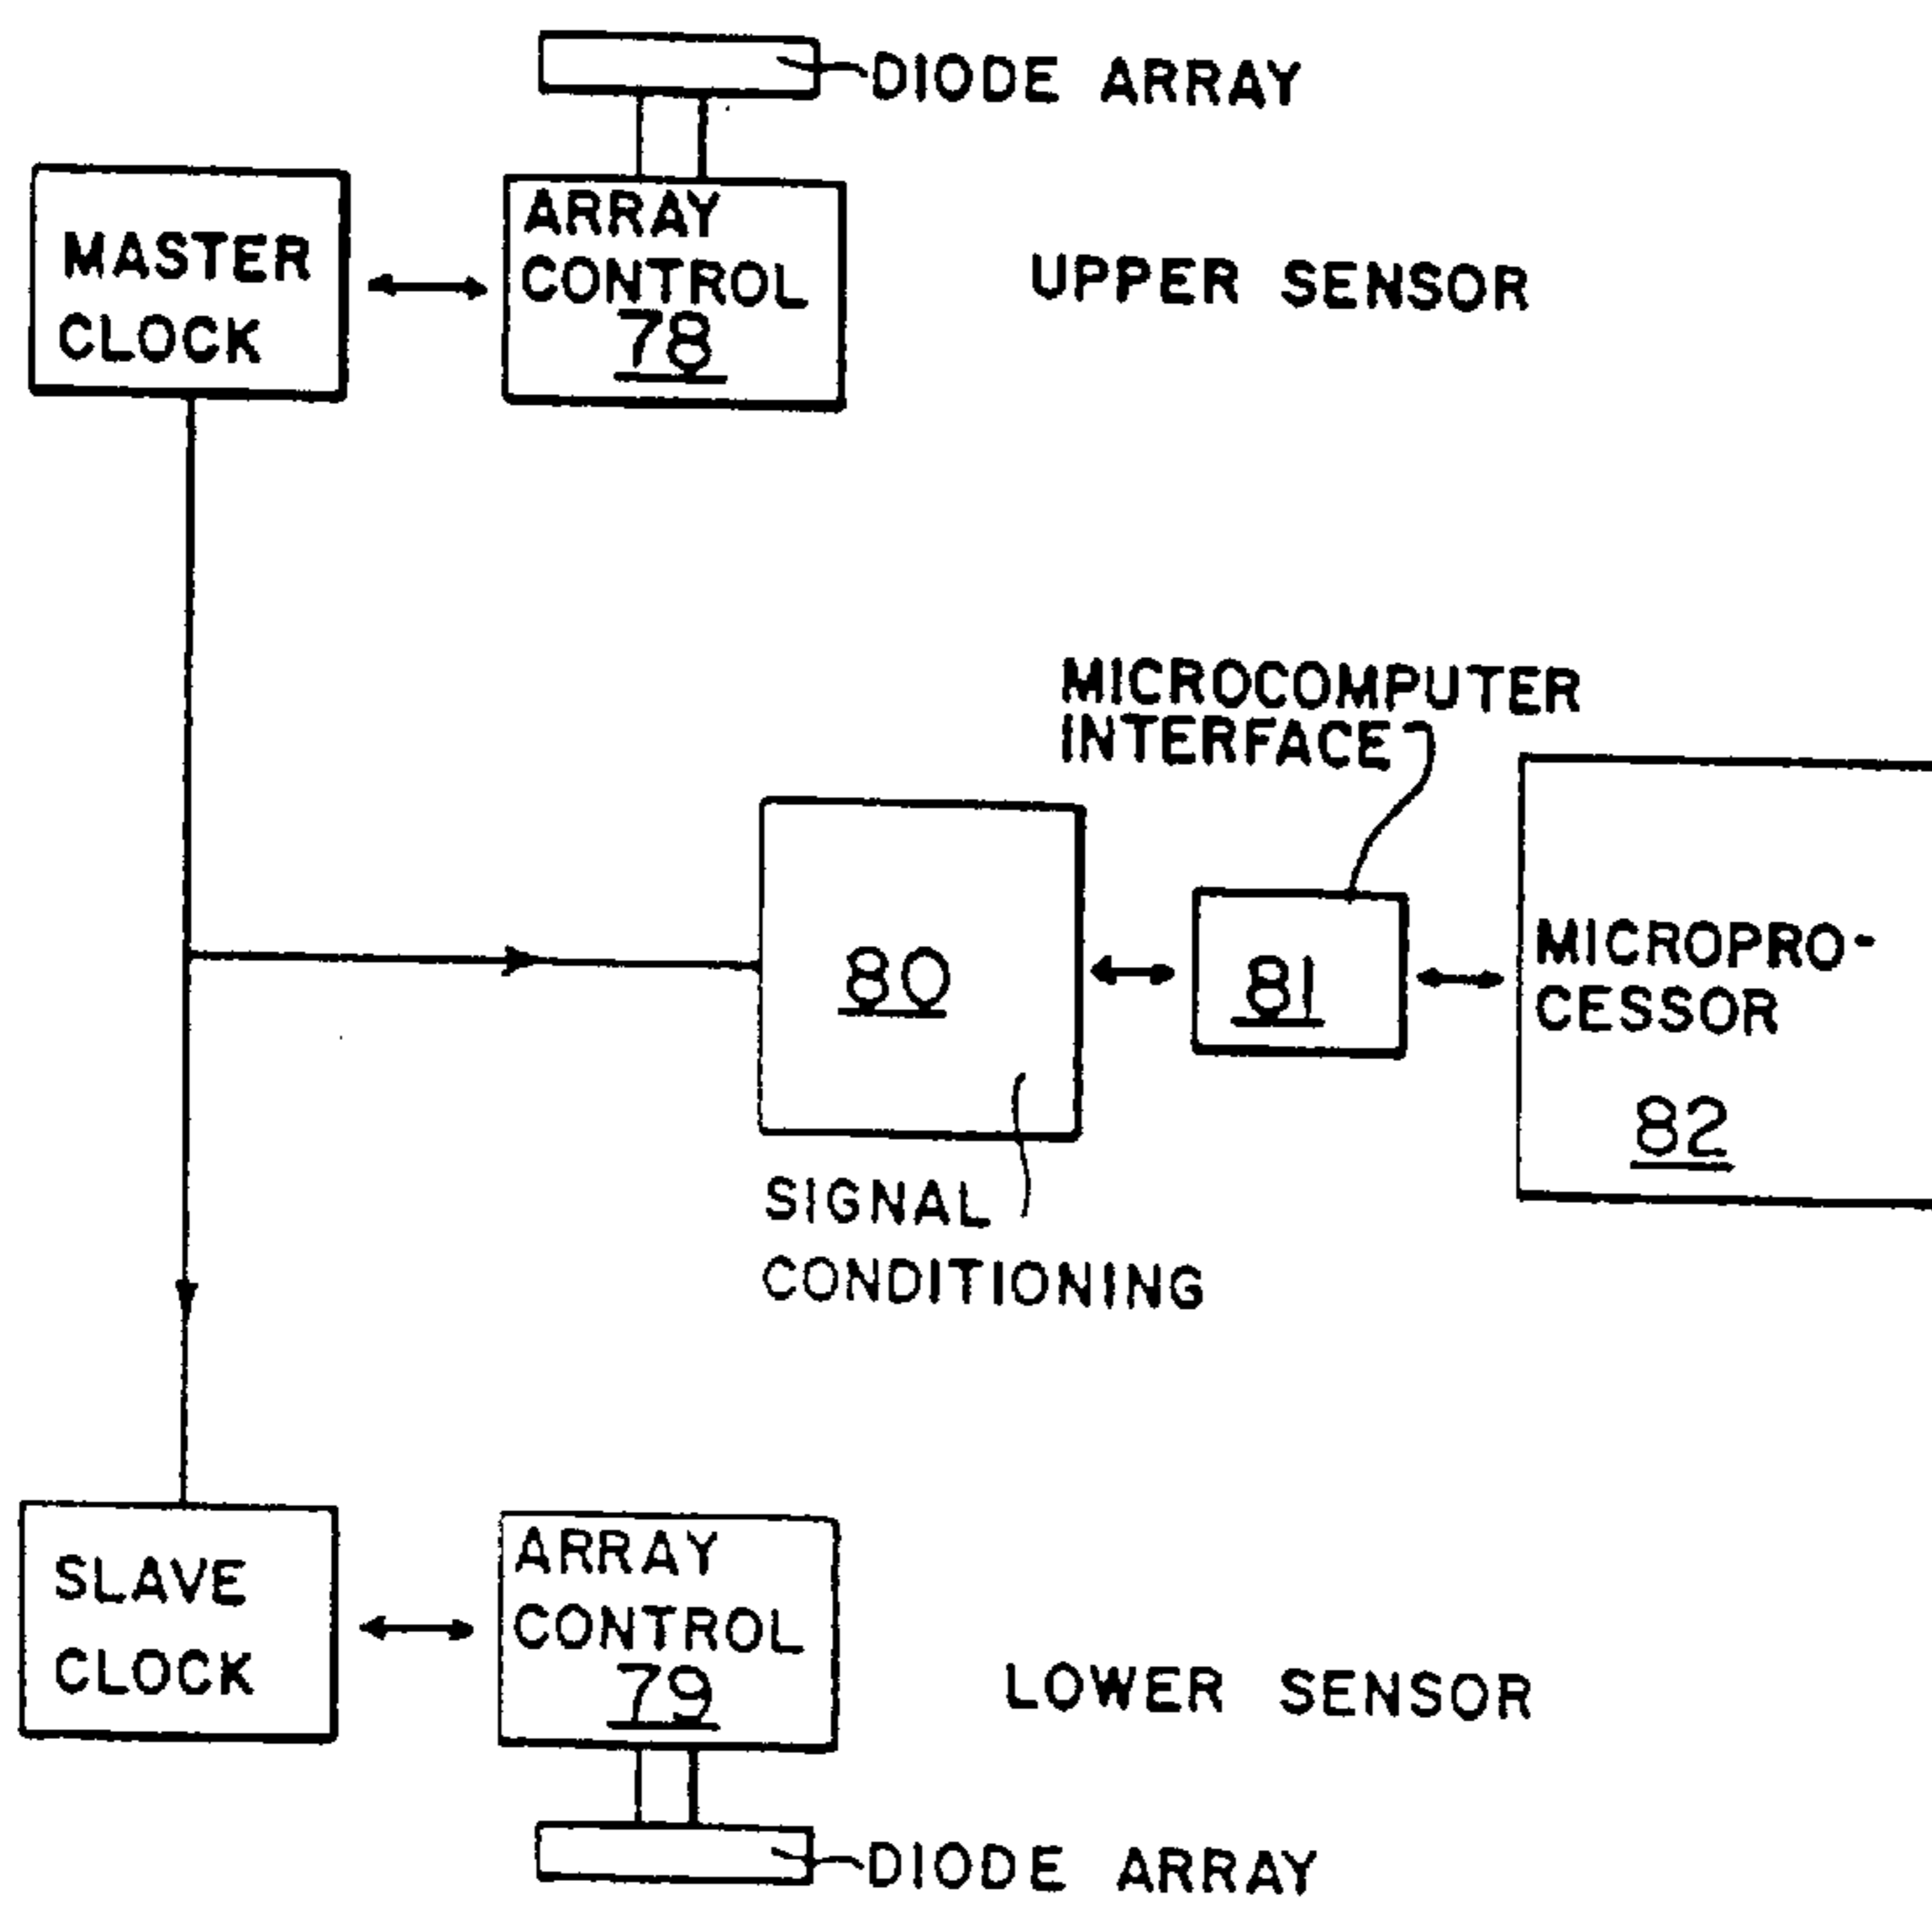 DIODE ARRAY
MASTER
CLOCK
ARRAY
CONTROL
78
UPPER SENSOR
MICROCOMPUTER
INTERFACE
80
81
MICROPRO-
CESSOR
82
SIGNAL
CONDITIONING
SLAVE
CLOCK
ARRAY
CONTROL
79
LOWER SENSOR
DIODE ARRAY